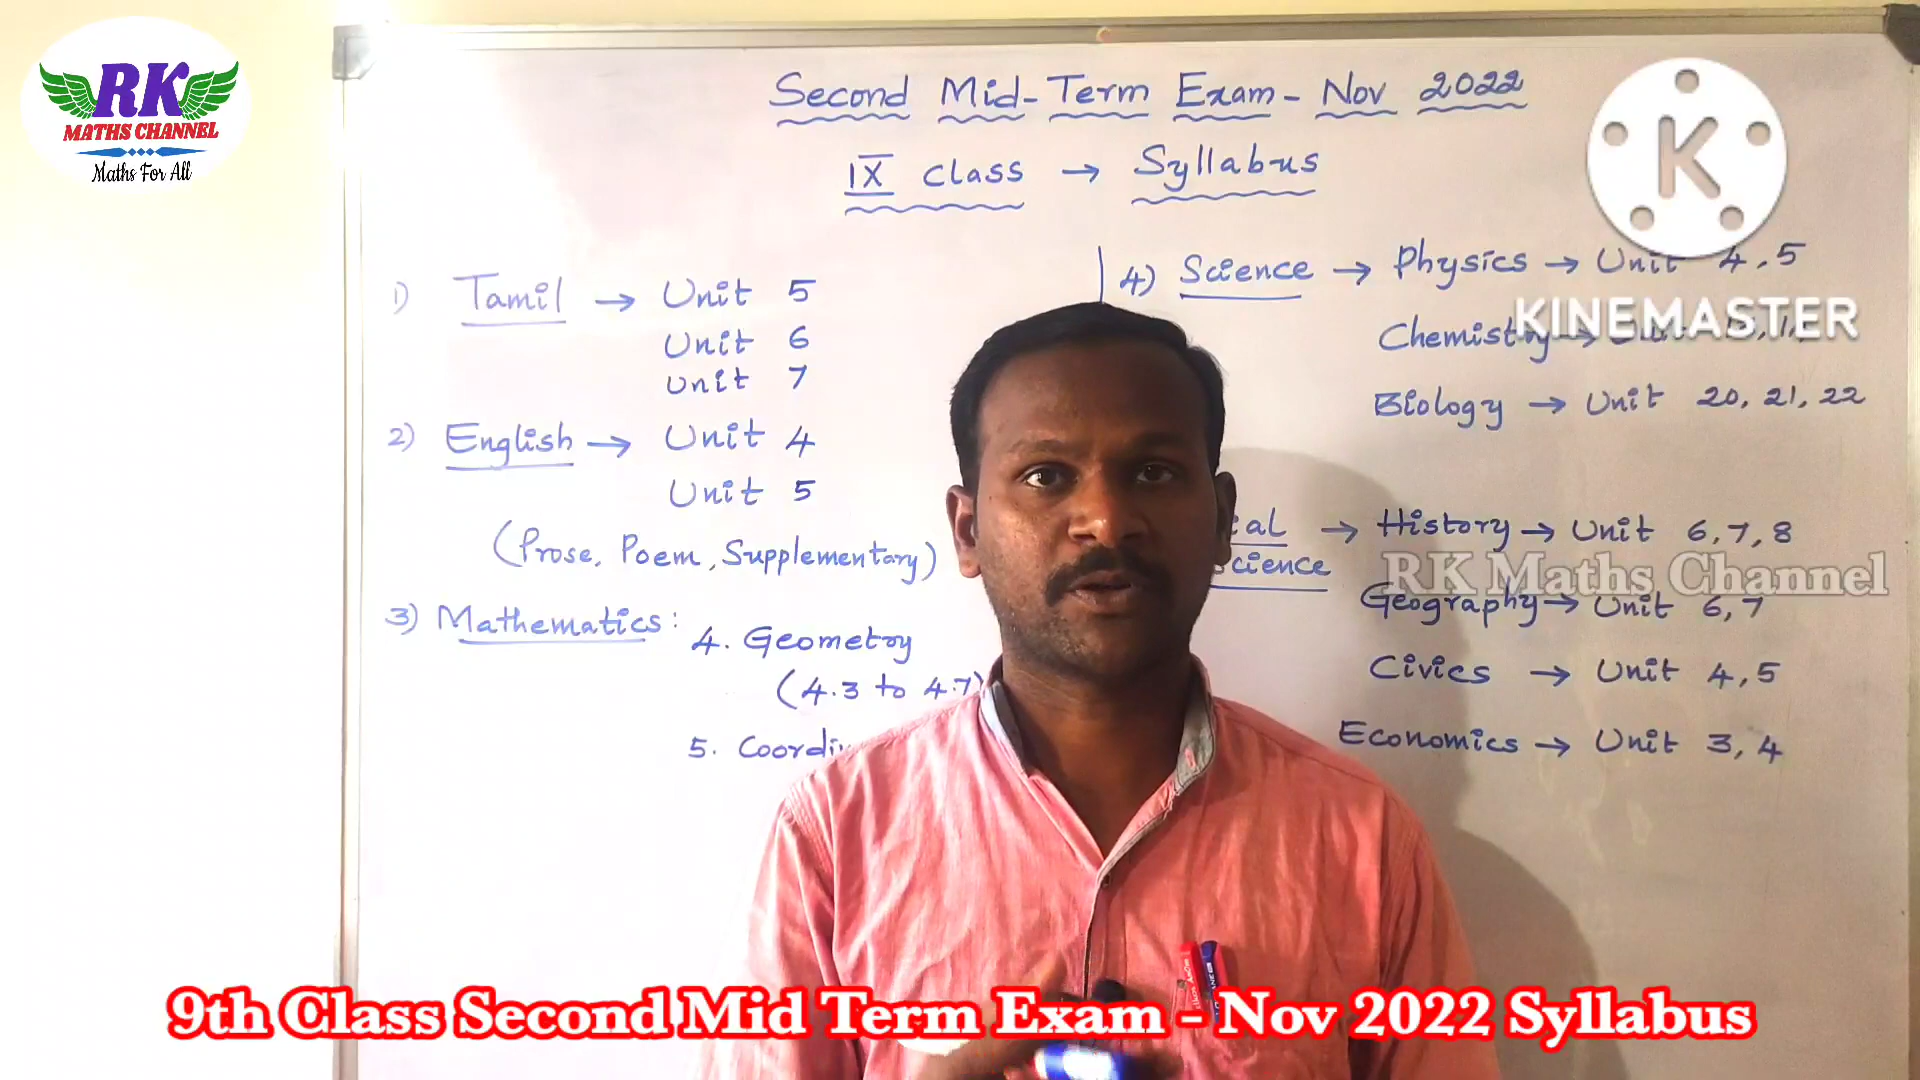 RK
MATHS CHANNEL
Maths For All
Second Mid-Term Exam - Nov 2022
IX class → Syllabus
1) Tamil → Unit 5
Unit 6
Unit 7
2) English → Unit 4
Unit 5
(Prose, Poem, Supplementary)
3) Mathematics:
4. Geometry
(4.3 to 4.7)
5.
4) Science → Physics → Unit 4, 5
Chemistry →
Biology → Unit 20, 21, 22
Science → History → Unit 6, 7, 8
Geography → Unit 6, 7
Civics → Unit 4, 5
Economics → Unit 3, 4
K
KINEMASTER
RK Maths Channel
9th Class Second Mid Term Exam - Nov 2022 Syllabus